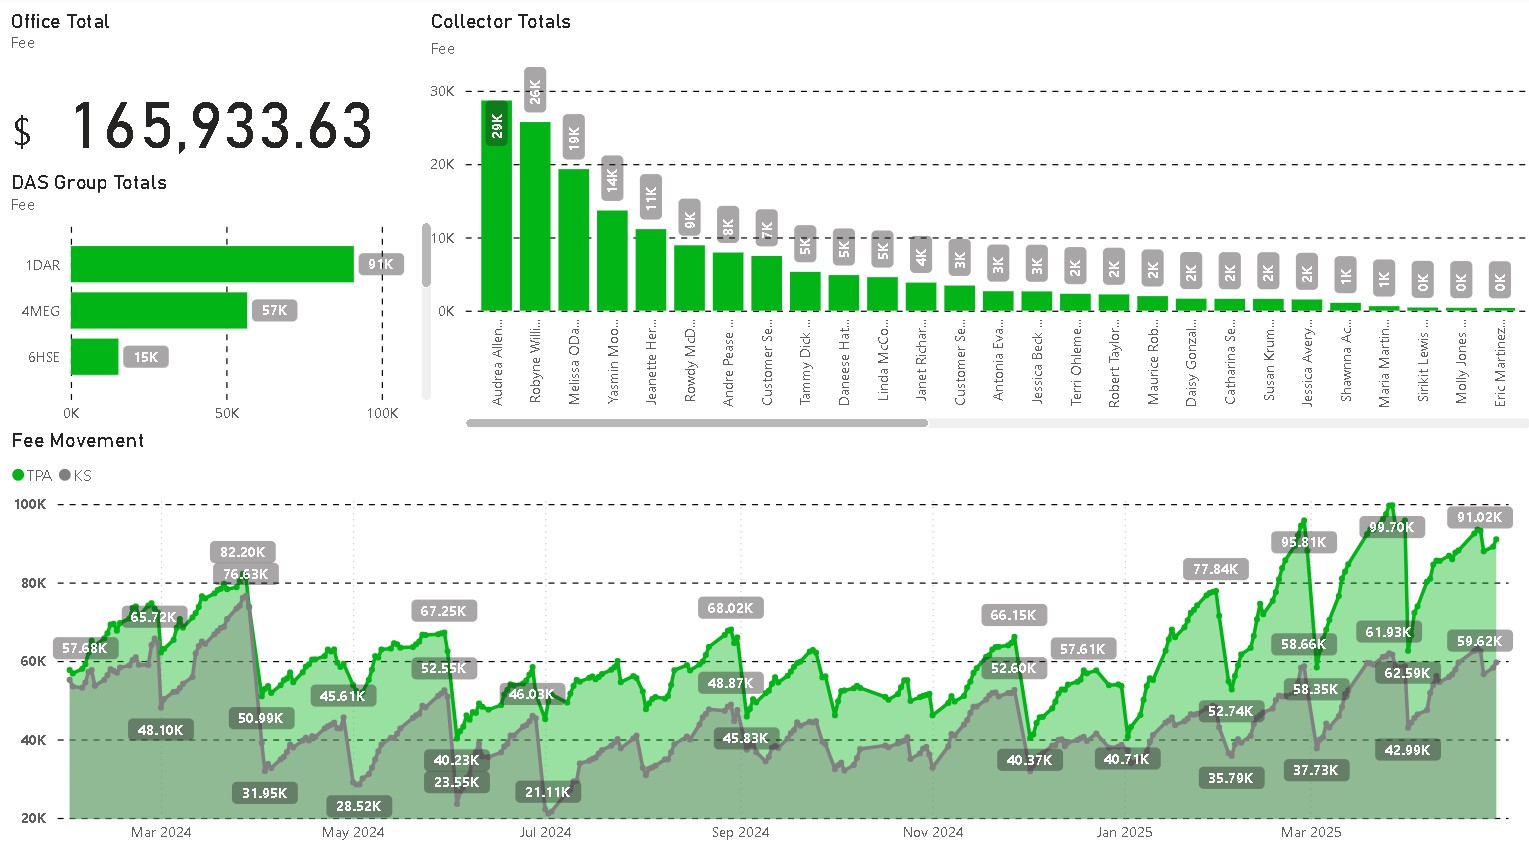 Office Total
Fee
$ 165,933.63
DAS Group Totals
Fee
1DAR
91K
4MEG
57K
6HSE
15K
0K 50K 100K
Collector Totals
Fee
30K
20K
10K
0K
29K
26K
19K
14K
11K
9K
8K
7K
5K
5K
5K
4K
3K
3K
3K
2K
2K
2K
2K
2K
2K
2K
1K
1K
0K
0K
0K
Audrea Allen...
Robyne Willi...
Melissa ODa...
Yasmin Moo...
Jeanette Her...
Rowdy McD...
Andre Pease ...
Customer Se...
Tammy Dick ...
Daneese Hat...
Linda McCo...
Janet Richar...
Customer Se...
Antonia Eva...
Jessica Beck ...
Terri Ohleme...
Robert Taylor...
Maurice Rob...
Daisy Gonzal...
Catharina Se...
Susan Krum...
Jessica Avery...
Shawnna Ac...
Maria Martin...
Sirikit Lewis ...
Molly Jones ...
Eric Martinez...
Fee Movement
TPA KS
100K
80K
60K
40K
20K
57.68K
65.72K
48.10K
82.20K
76.63K
50.99K
31.95K
45.61K
28.52K
67.25K
52.55K
40.23K
23.55K
46.03K
21.11K
68.02K
48.87K
45.83K
66.15K
52.60K
40.37K
57.61K
40.71K
77.84K
52.74K
35.79K
95.81K
58.66K
58.35K
37.73K
99.70K
61.93K
62.59K
42.99K
91.02K
59.62K
Mar 2024 May 2024 Jul 2024 Sep 2024 Nov 2024 Jan 2025 Mar 2025